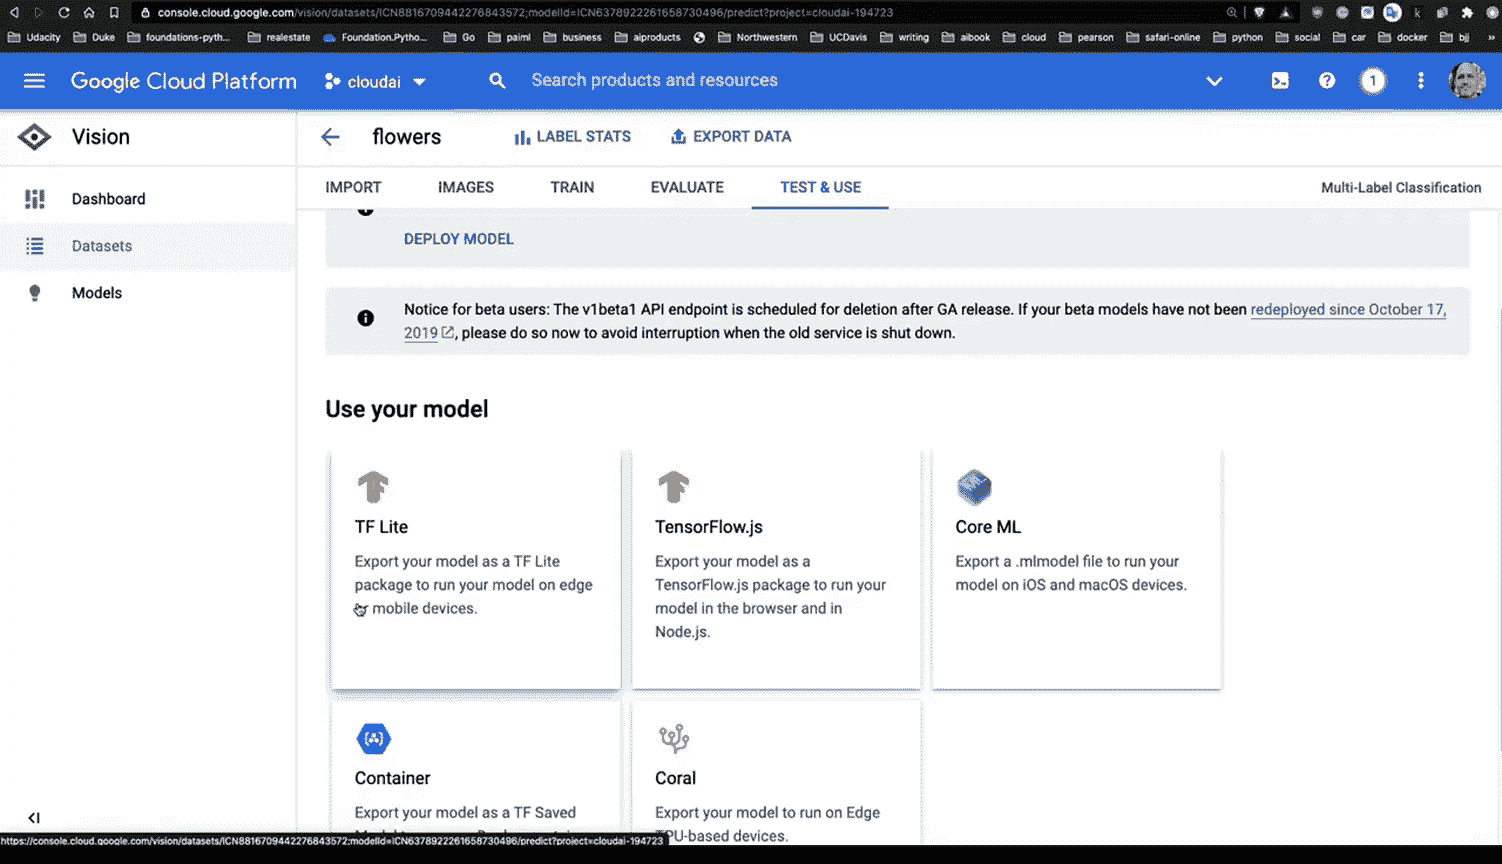 console.cloud.google.com/vision/datasets/ICN8816709442276843572;modelId=ICN6378922261658730496/predict?project=cloudai-194723
Udacity Duke foundations-pyth... realestate Foundation.Pytho... Go paiml business aiproducts Northwestern UCDavis writing aibook cloud pearson safari-online python social car docker bjj »
Google Cloud Platform cloudai Search products and resources 1
Vision
flowers LABEL STATS EXPORT DATA
IMPORT IMAGES TRAIN EVALUATE TEST & USE Multi-Label Classification
Dashboard
Datasets
Models
DEPLOY MODEL
Notice for beta users: The v1beta1 API endpoint is scheduled for deletion after GA release. If your beta models have not been redeployed since October 17,
2019, please do so now to avoid interruption when the old service is shut down.
Use your model
TF Lite
Export your model as a TF Lite
package to run your model on edge
mobile devices.
TensorFlow.js
Export your model as a
TensorFlow.js package to run your
model in the browser and in
Node.js.
Core ML
Export a .mlmodel file to run your
model on iOS and macOS devices.
Container
Export your model as a TF Saved
Coral
Export your model to run on Edge
TPU-based devices.
https://console.cloud.google.com/vision/datasets/ICN8816709442276843572;modelId=ICN6378922261658730496/predict?project=cloudai-194723